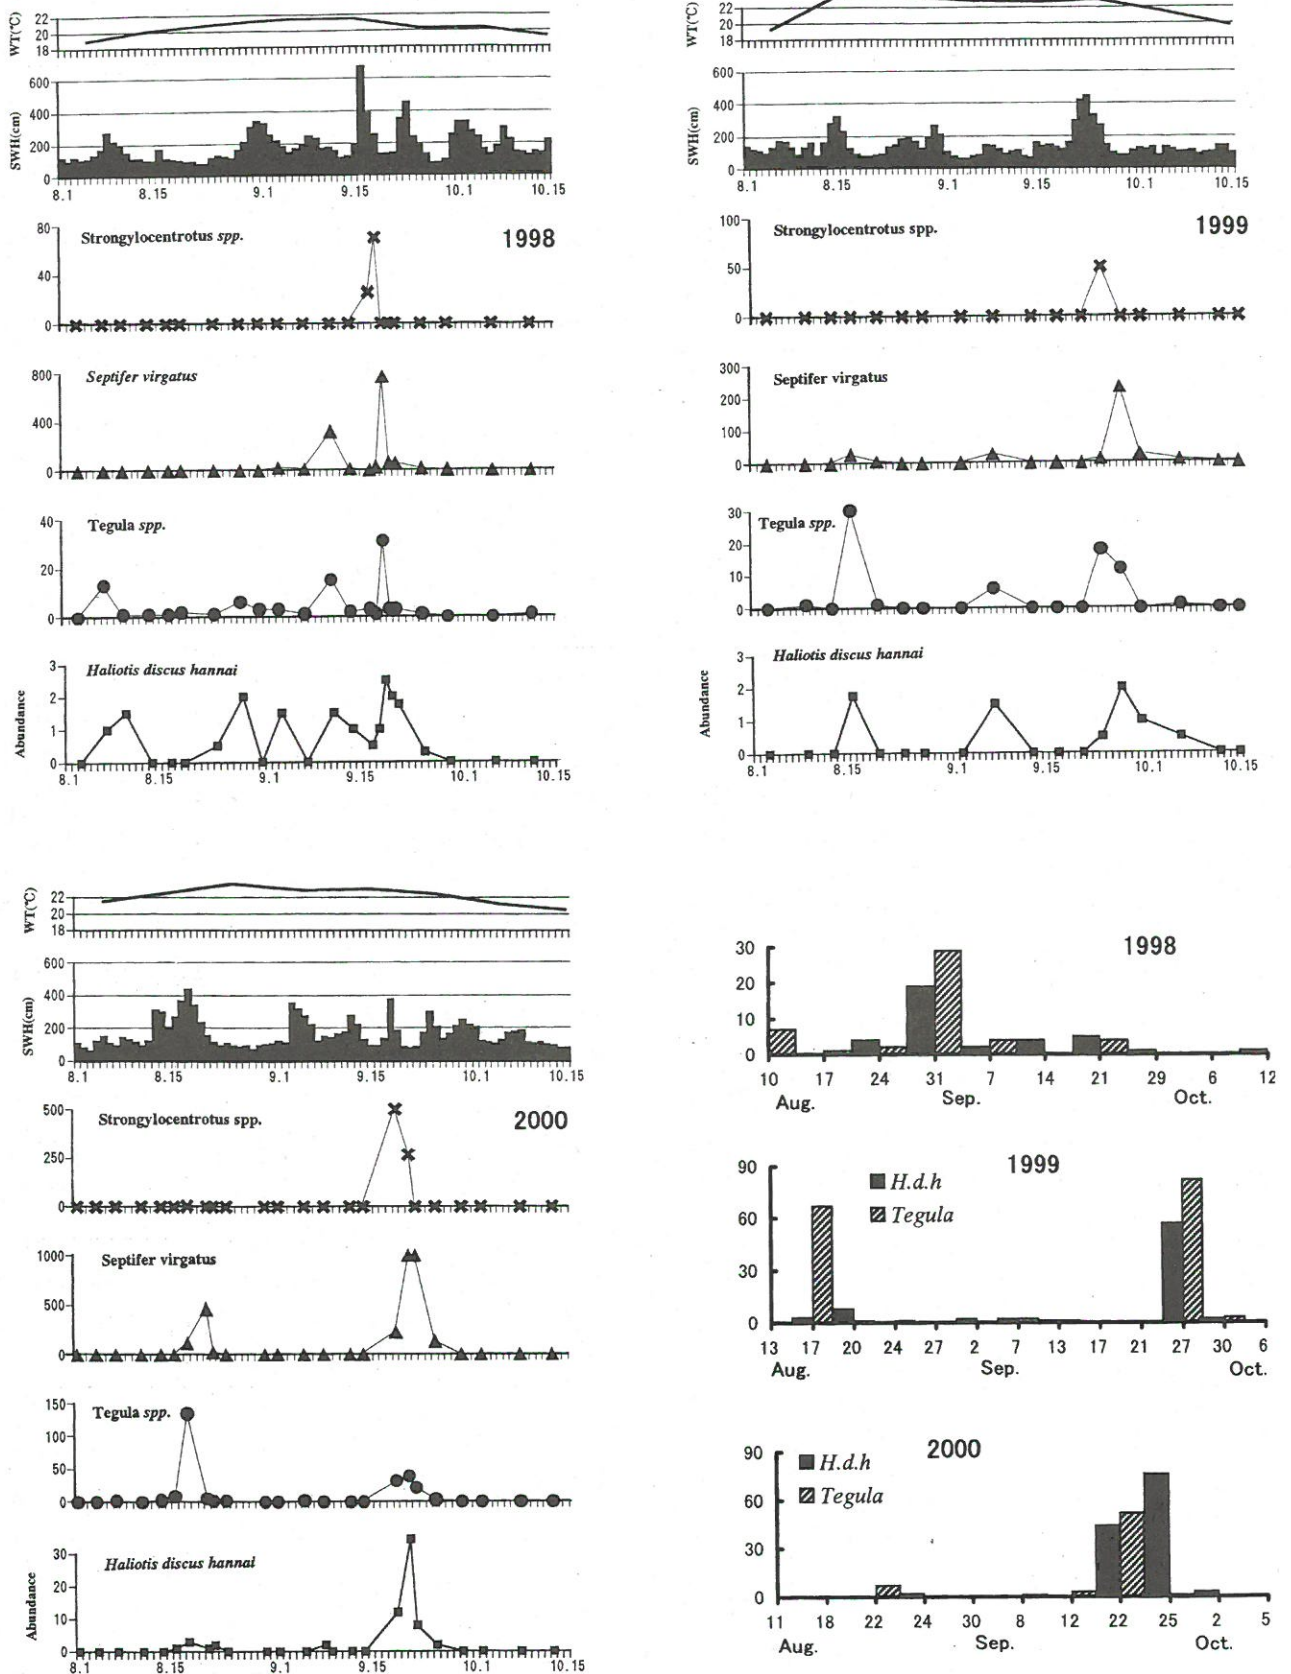 WT(℃)
22
20
18
SWH(cm)
600
400
200
0
8.1 8.15 9.1 9.15 10.1 10.15
80
40
0
Strongylocentrotus spp.
1998
800
400
0
Septifer virgatus
40
20
0
Tegula spp.
Abundance
3
2
1
0
Haliotis discus hannai
8.1 8.15 9.1 9.15 10.1 10.15
WT(℃)
22
20
18
SWH(cm)
600
400
200
0
8.1 8.15 9.1 9.15 10.1 10.15
100
50
0
Strongylocentrotus spp.
1999
300
200
100
0
Septifer virgatus
30
20
10
0
Tegula spp.
Abundance
3
2
1
0
Haliotis discus hannai
8.1 8.15 9.1 9.15 10.1 10.15
WT(℃)
22
20
18
SWH(cm)
600
400
200
0
8.1 8.15 9.1 9.15 10.1 10.15
500
250
0
Strongylocentrotus spp.
2000
1000
500
0
Septifer virgatus
150
100
50
0
Tegula spp.
Abundance
30
20
10
0
Haliotis discus hannai
8.1 8.15 9.1 9.15 10.1 10.15
1998
30
20
10
0
10 17 24 31 7 14 21 29 6 12
Aug. Sep. Oct.
1999
90
60
30
0
H.d.h
Tegula
13 17 20 24 27 2 7 13 17 21 27 30 6
Aug. Sep. Oct.
2000
90
60
30
0
H.d.h
Tegula
11 18 22 24 30 8 12 22 25 2 5
Aug. Sep. Oct.